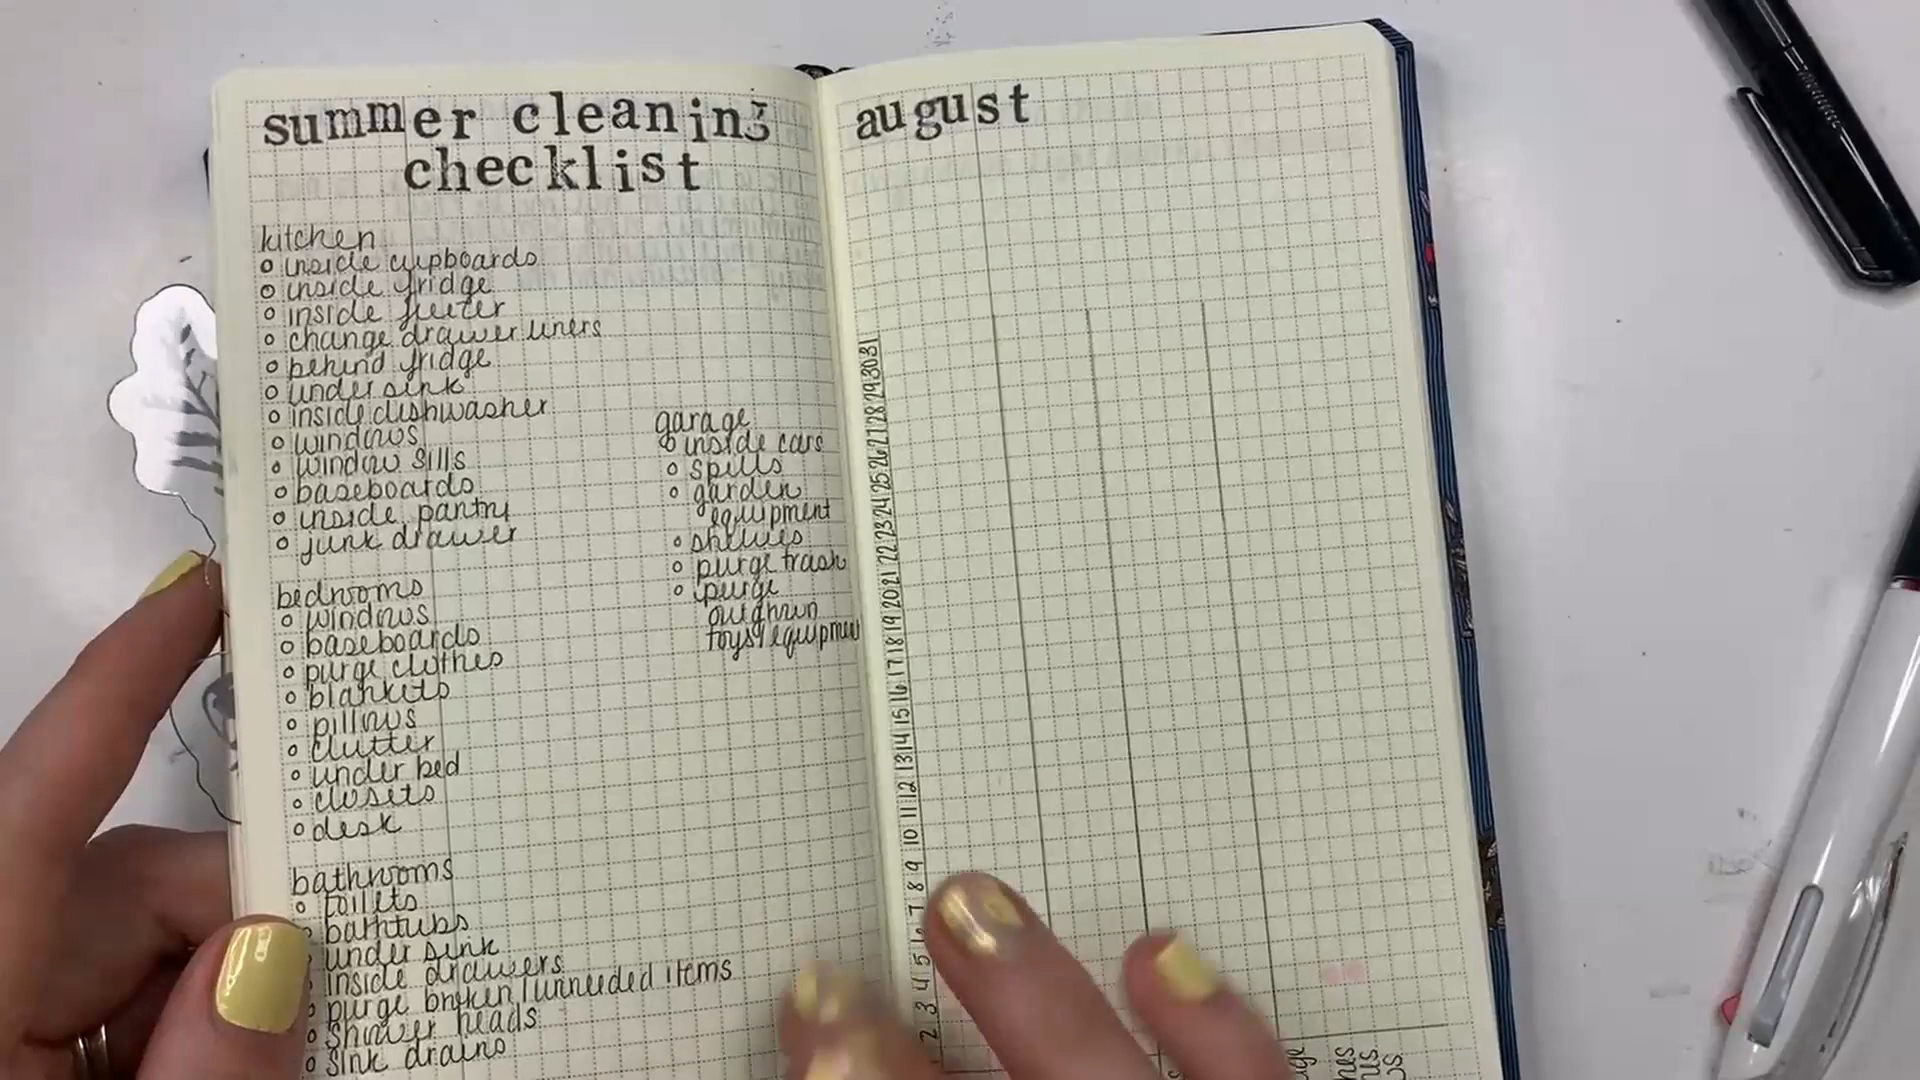 summer cleaning
checklist
kitchen
inside cupboards
inside fridge
inside freezer
change drawer liners
behind fridge
under sink
inside dishwasher
windows
window sills
baseboards
inside pantry
junk drawer
bedrooms
windows
baseboards
purge clothes
blankets
pillows
clutter
under bed
closets
desk
bathrooms
toilets
bathtubs
under sink
inside drawers
purge broken/unneeded items
shower heads
sink drains
garage
inside cars
spills
garden
equipment
shelves
purge trash
purge
outgrown
toys/equipment
august
2 3 4 5 6 7 8 9 10 11 12 13 14 15 16 17 18 19 20 21 22 23 24 25 26 27 28 29 30 31